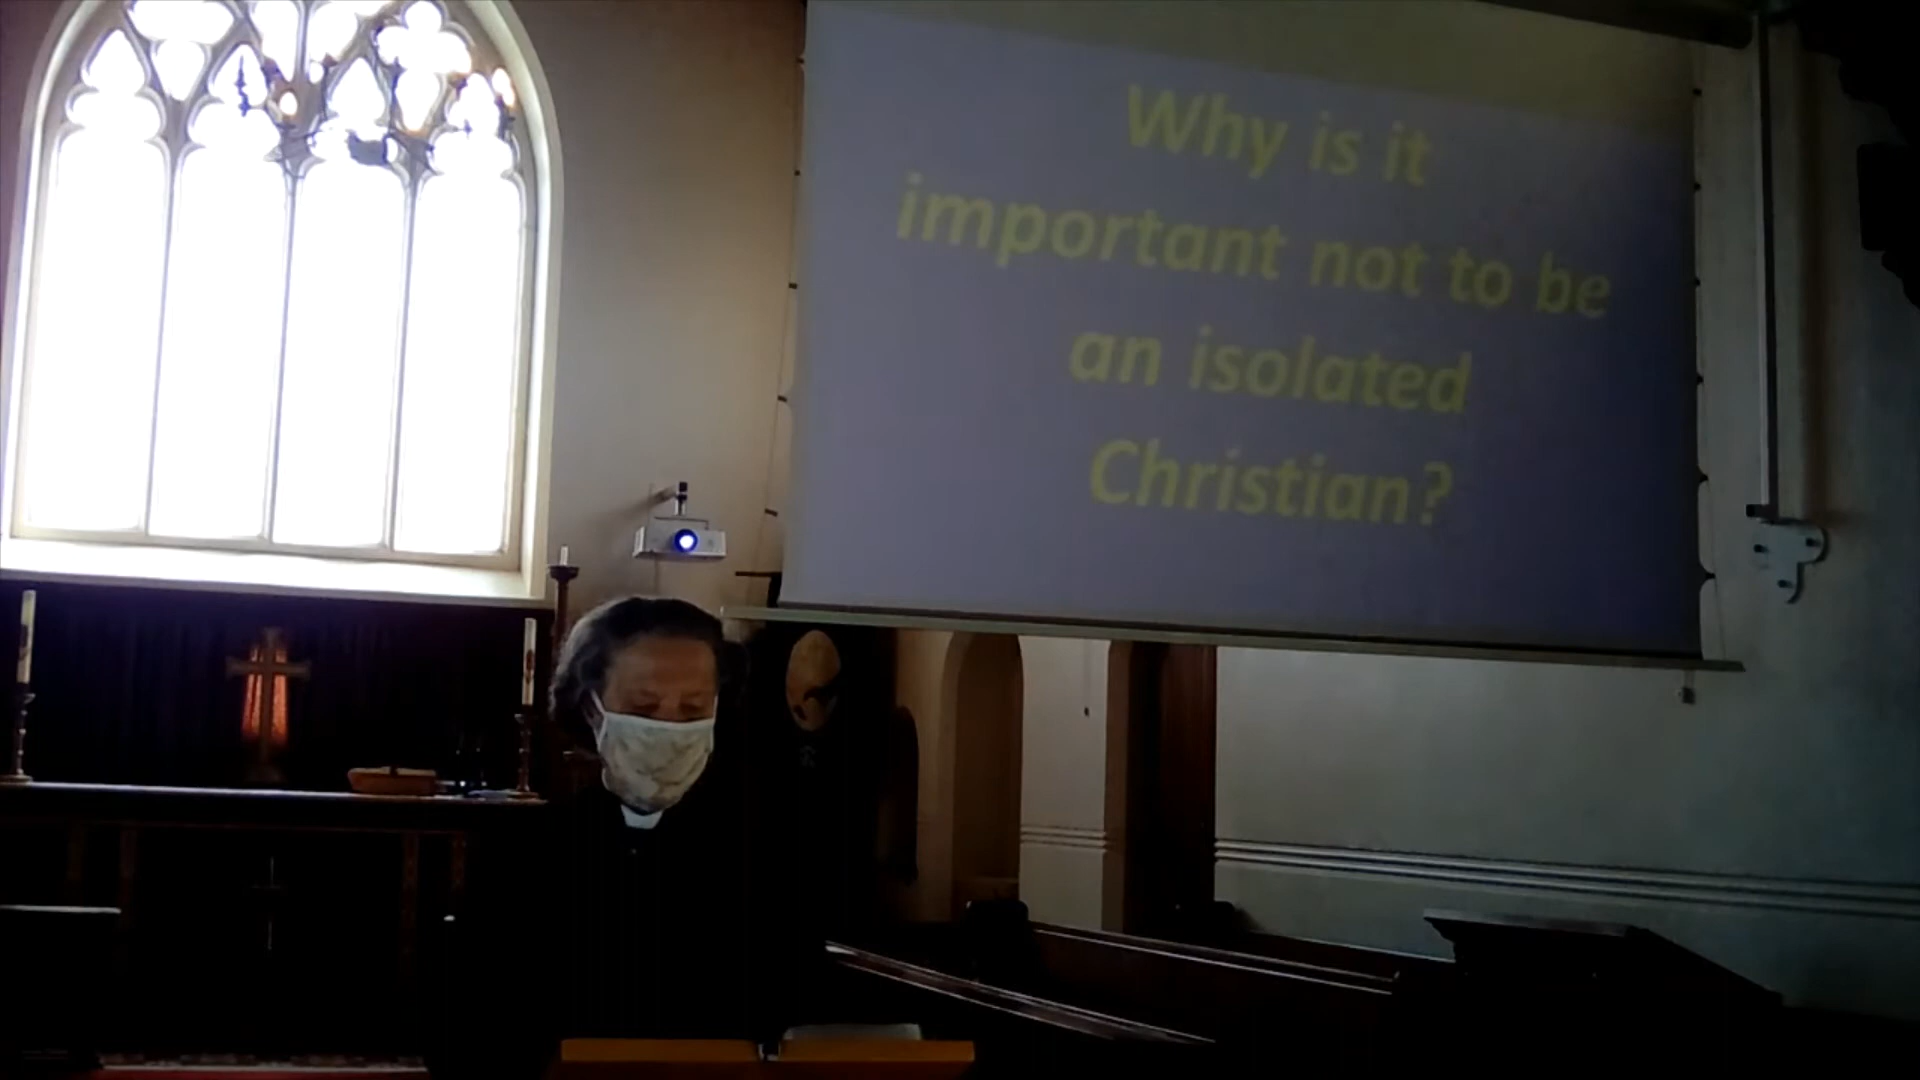 Why is it
important not to be
an isolated
Christian?